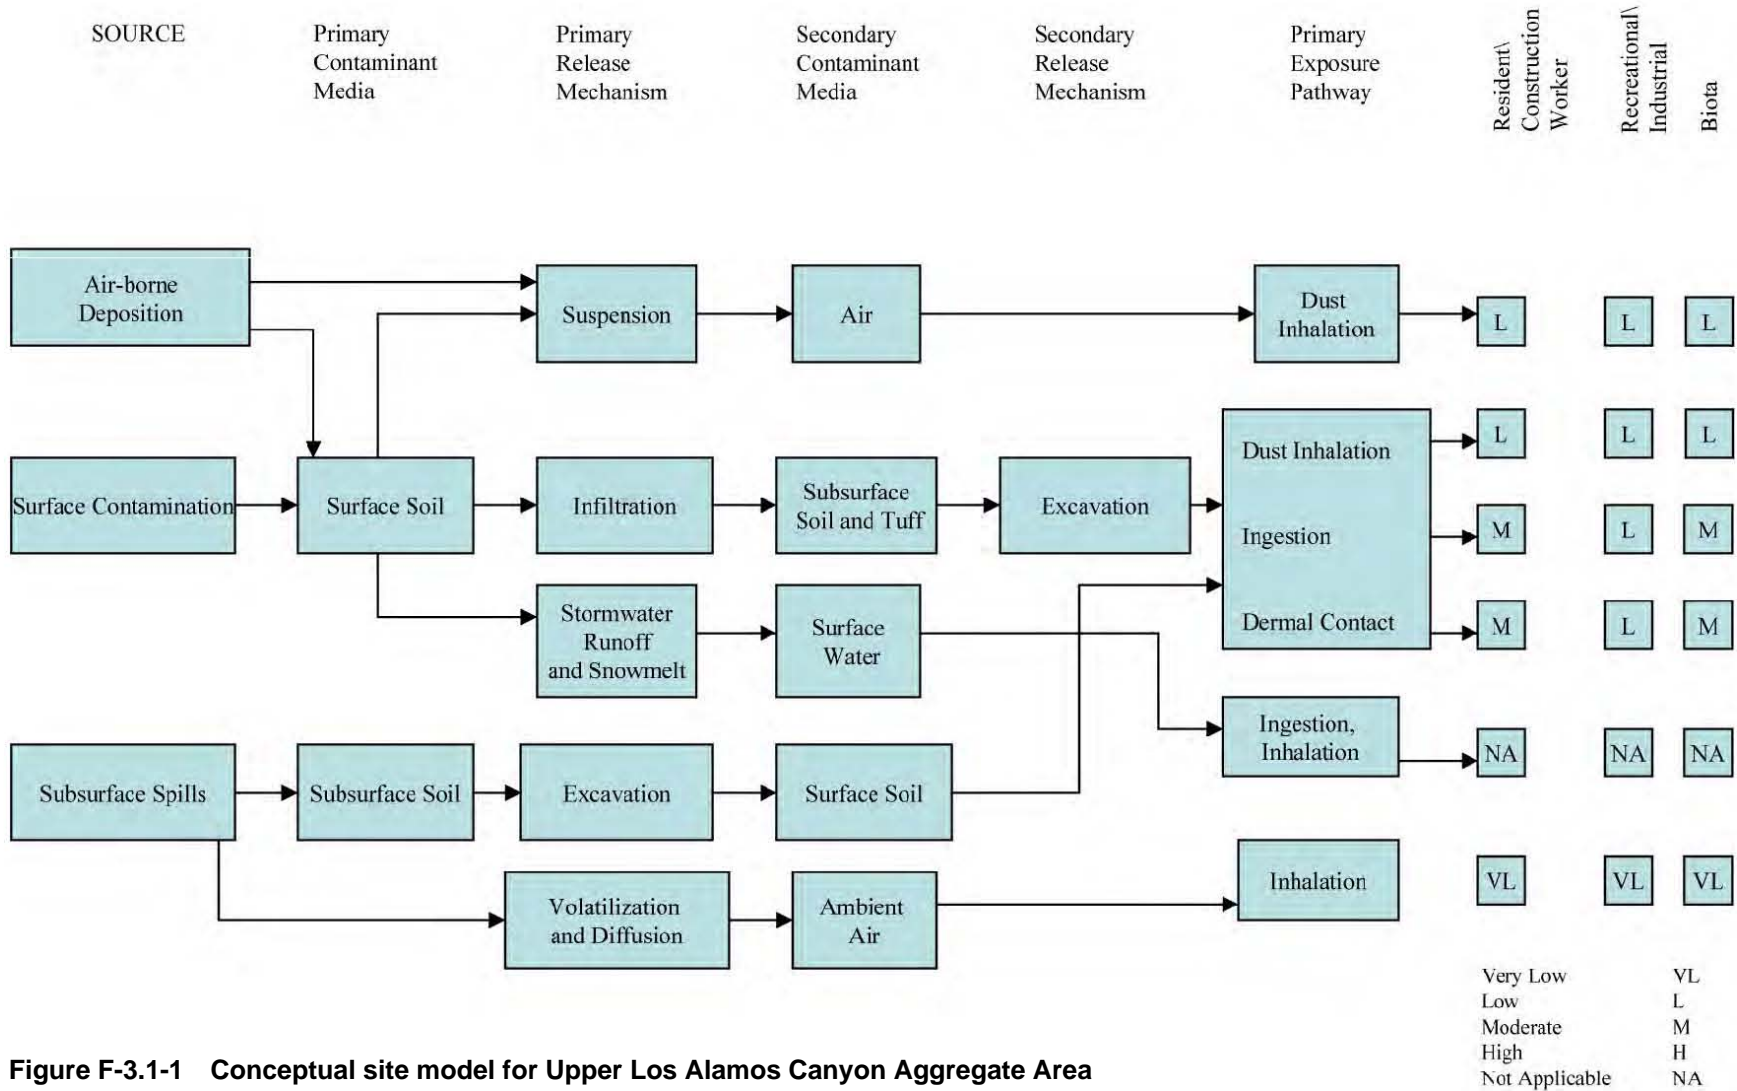 SOURCE
Primary
Contaminant
Media
Primary
Release
Mechanism
Secondary
Contaminant
Media
Secondary
Release
Mechanism
Primary
Exposure
Pathway
Resident\
Construction
Worker
Recreational\
Industrial
Biota
Air-borne
Deposition
Suspension
Air
Dust
Inhalation
L
L
L
Surface Contamination
Surface Soil
Infiltration
Subsurface
Soil and Tuff
Excavation
Dust Inhalation
L
L
L
Ingestion
M
L
M
Dermal Contact
M
L
M
Stormwater
Runoff
and Snowmelt
Surface
Water
Ingestion,
Inhalation
NA
NA
NA
Subsurface Spills
Subsurface Soil
Excavation
Surface Soil
Volatilization
and Diffusion
Ambient
Air
Inhalation
VL
VL
VL
Very Low VL
Low L
Moderate M
High H
Not Applicable NA
Figure F-3.1-1 Conceptual site model for Upper Los Alamos Canyon Aggregate Area